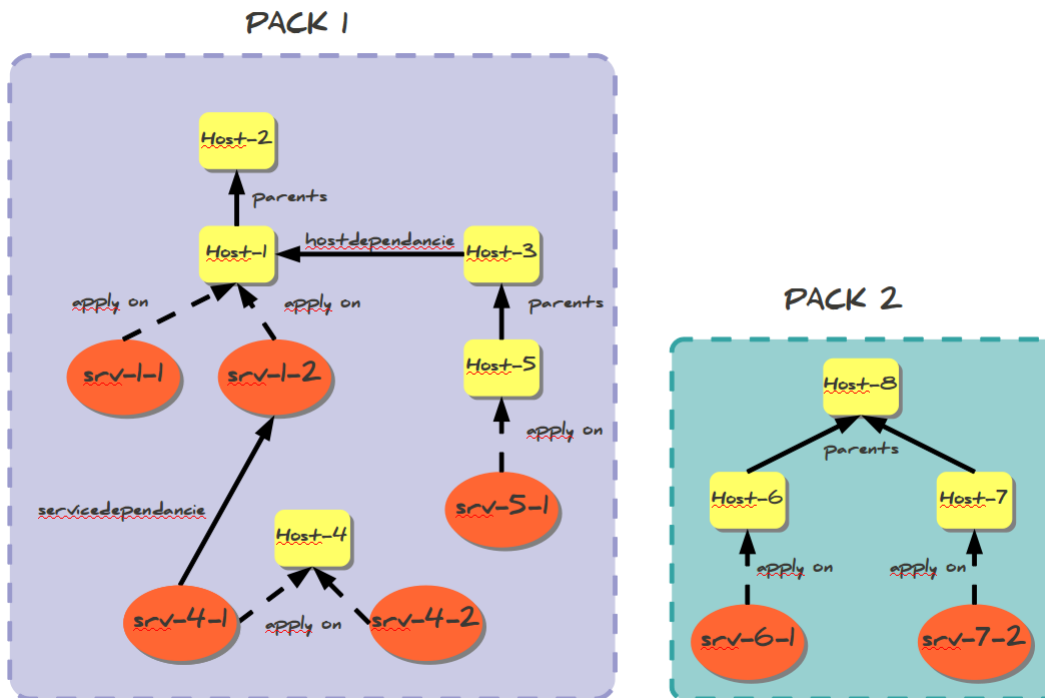 PACK 1
Host-2
parents
Host-1
hostdependancie
Host-3
apply on
apply on
parents
srv-1-1
srv-1-2
Host-5
apply on
servicedependancie
srv-5-1
Host-4
srv-4-1
apply on
srv-4-2
PACK 2
Host-8
parents
Host-6
Host-7
apply on
apply on
srv-6-1
srv-7-2